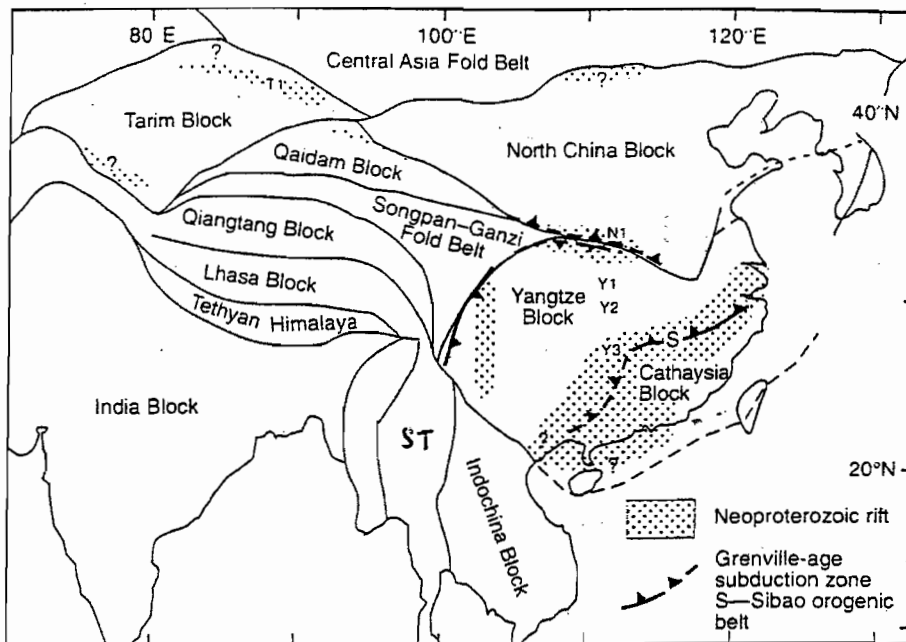 80 E
100°E
120°E
?
Central Asia Fold Belt
?
T1
40°N
Tarim Block
North China Block
Qaidam Block
?
Songpan–Ganzi
Fold Belt
N1
Qiangtang Block
Lhasa Block
Yangtze
Block
Y1
Y2
Tethyan Himalaya
Y3
S
Cathaysia
Block
India Block
ST
?
?
20°N
Indochina Block
Neoproterozoic rift
Grenville-age
subduction zone
S—Sibao orogenic
belt